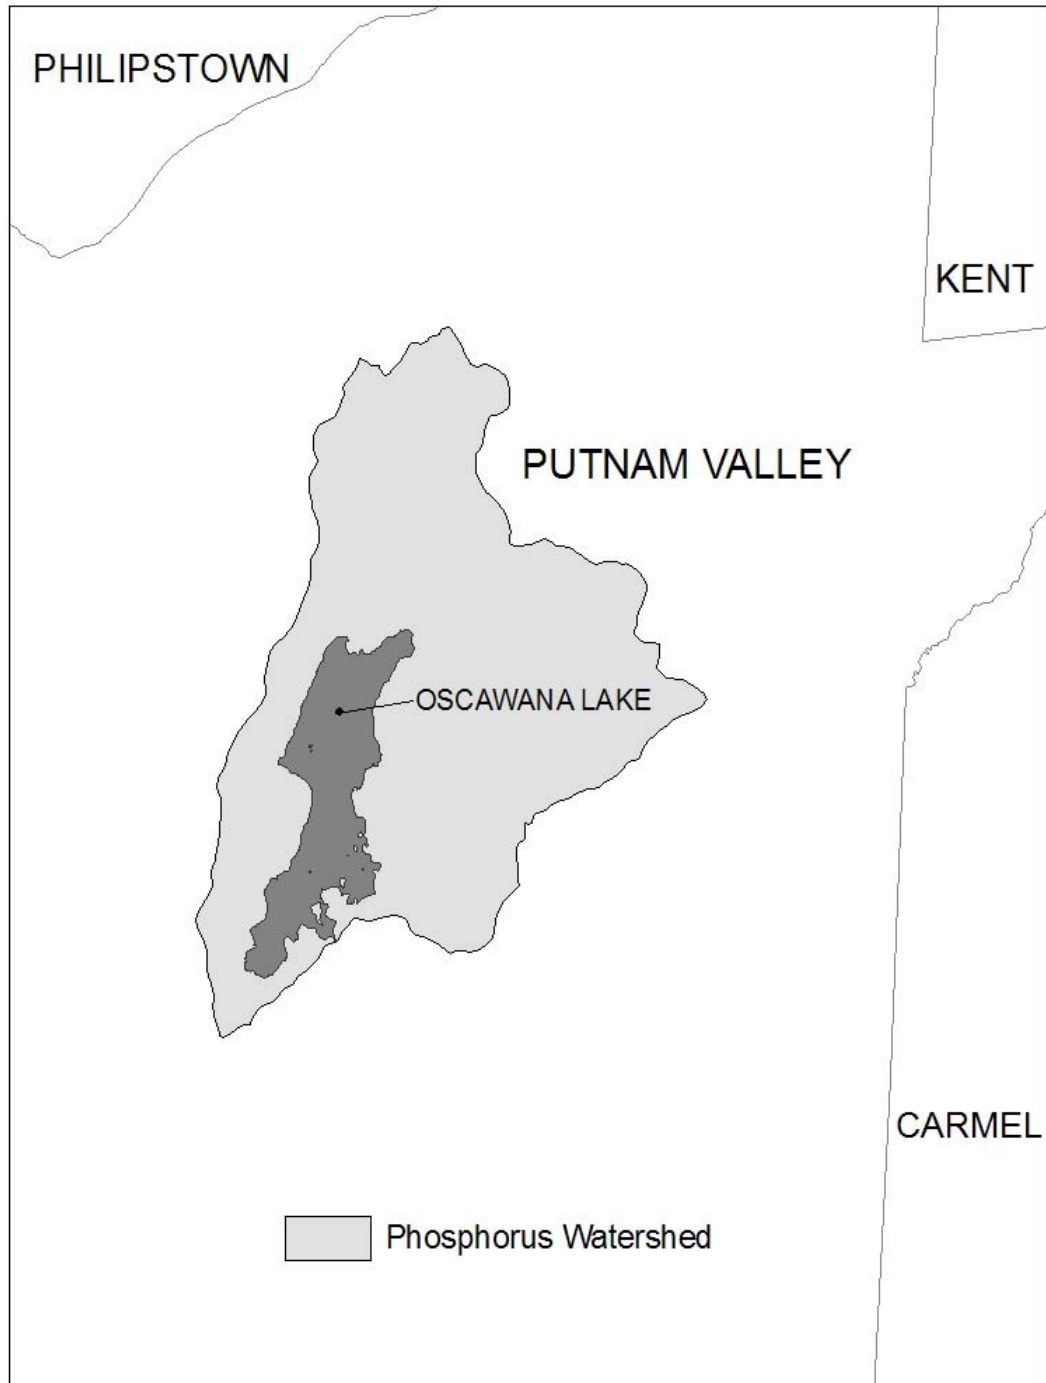 PHILIPSTOWN
KENT
PUTNAM VALLEY
OSCAWANA LAKE
CARMEL
Phosphorus Watershed